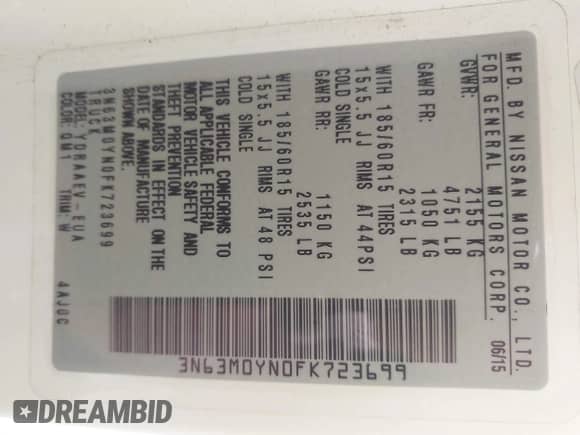 MFD. BY NISSAN MOTOR CO., LTD.
FOR GENERAL MOTORS CORP. 06/15
GVWR: 2155 KG
4751 LB
GAWR FR: 1050 KG
2315 LB
WITH 185/60R15 TIRES
15x5.5 JJ RIMS AT 44PSI
COLD SINGLE
GAWR RR: 1150 KG
2535 LB
WITH 185/60R15 TIRES
15x5.5 JJ RIMS AT 48 PSI
COLD SINGLE
THIS VEHICLE CONFORMS TO
ALL APPLICABLE FEDERAL
MOTOR VEHICLE SAFETY AND
THEFT PREVENTION
STANDARDS IN EFFECT ON THE
DATE OF MANUFACTURE
SHOWN ABOVE.
3N63M0YN0FK723699
TRUCK
MODEL: YDRAAEV-EUA
COLOR: QM1 TRIM: W 4AJ0C
3N63M0YN0FK723699
DREAMBID